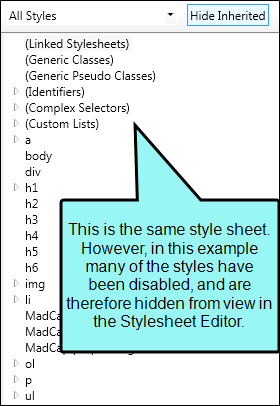 All Styles
Hide Inherited
(Linked Stylesheets)
(Generic Classes)
(Generic Pseudo Classes)
(Identifiers)
(Complex Selectors)
(Custom Lists)
a
body
div
h1
h2
h3
h4
h5
h6
img
li
MadCa
MadCa
MadCa
ol
p
ul
This is the same style sheet.
However, in this example
many of the styles have
been disabled, and are
therefore hidden from view in
the Stylesheet Editor.